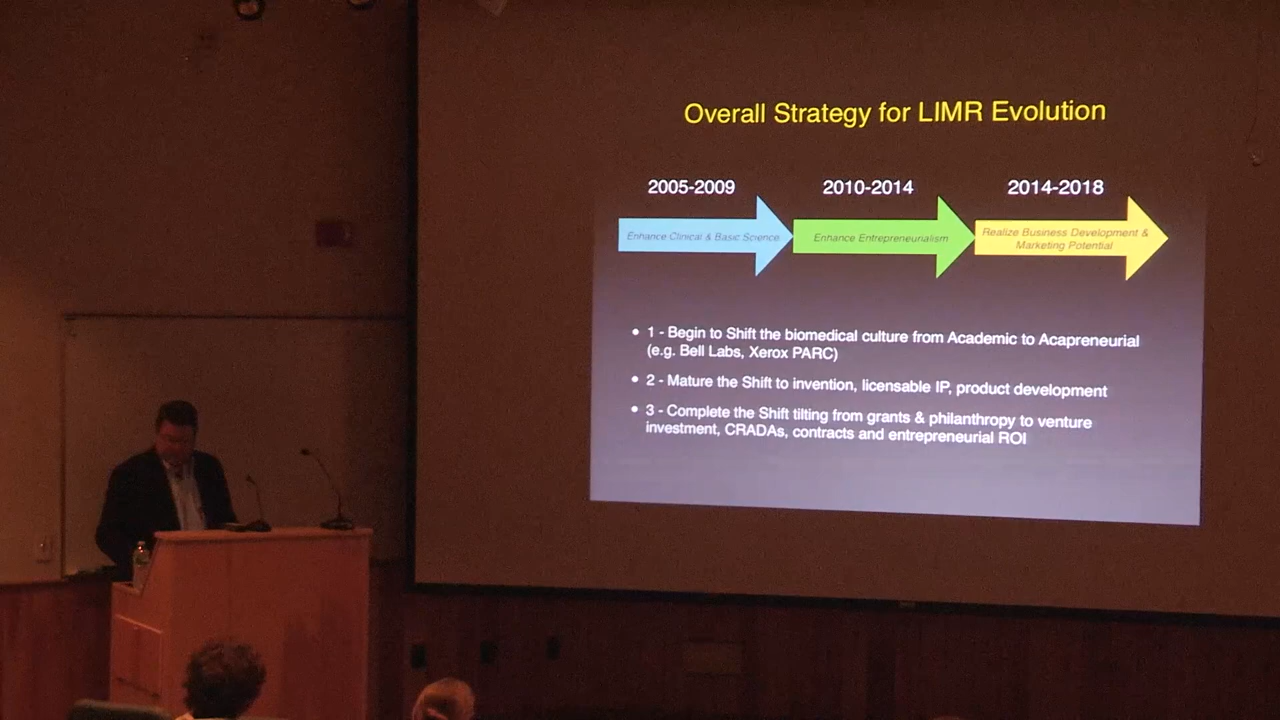 Overall Strategy for LIMR Evolution
2005-2009
2010-2014
2014-2018
Enhance Clinical & Basic Science
Enhance Entrepreneurialism
Realize Business Development &
Marketing Potential
• 1 - Begin to Shift the biomedical culture from Academic to Acapreneurial
(e.g. Bell Labs, Xerox PARC)
• 2 - Mature the Shift to invention, licensable IP, product development
• 3 - Complete the Shift tilting from grants & philanthropy to venture
investment, CRADAs, contracts and entrepreneurial ROI